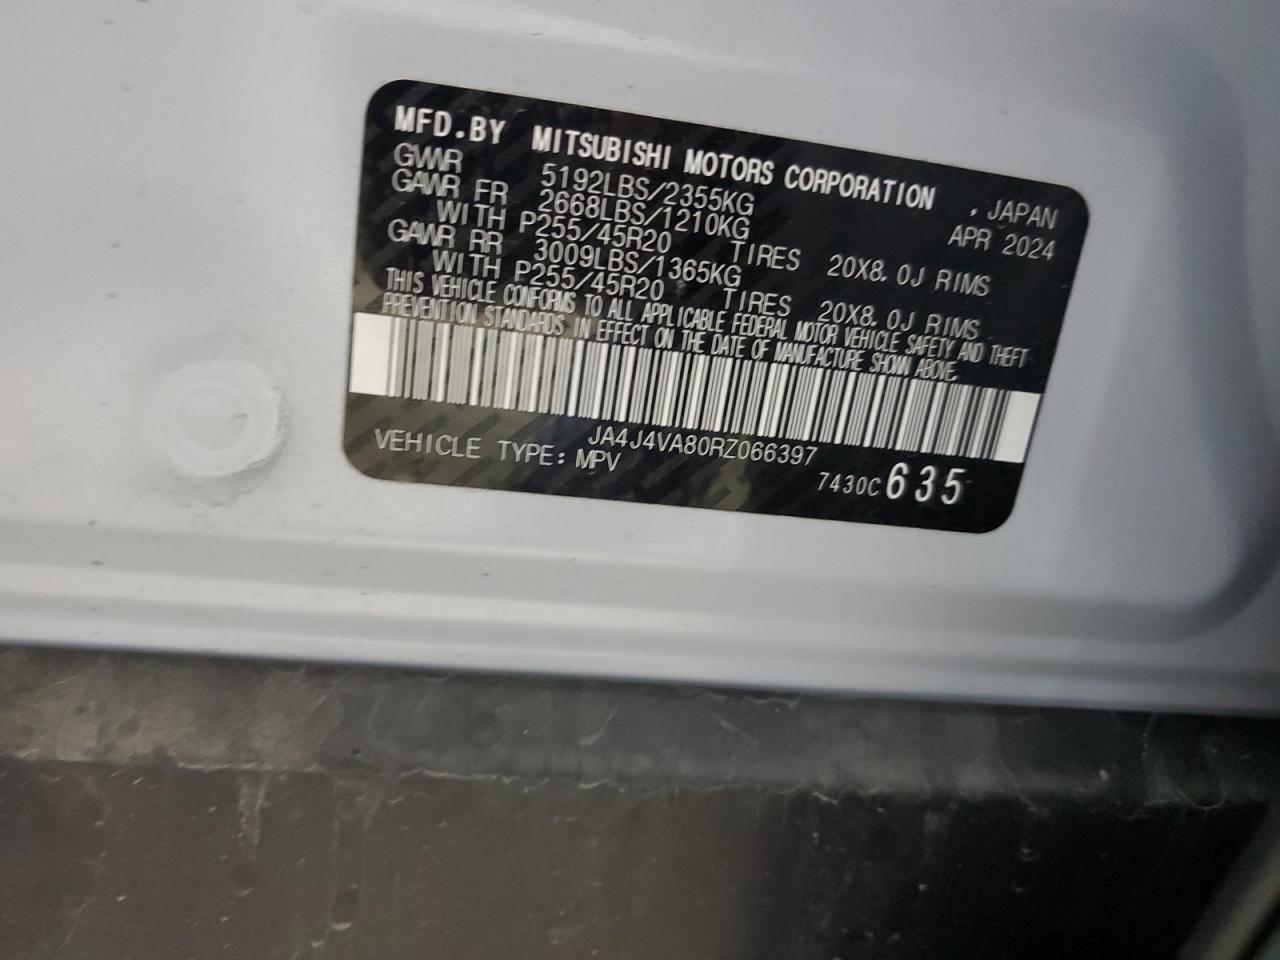 MFD.BY MITSUBISHI MOTORS CORPORATION , JAPAN
GVWR 5192LBS/2355KG APR 2024
GAWR FR 2668LBS/1210KG
WITH P255/45R20 TIRES 20X8.0J RIMS
GAWR RR 3009LBS/1365KG
WITH P255/45R20 TIRES 20X8.0J RIMS
THIS VEHICLE CONFORMS TO ALL APPLICABLE FEDERAL MOTOR VEHICLE SAFETY AND THEFT
PREVENTION STANDARDS IN EFFECT ON THE DATE OF MANUFACTURE SHOWN ABOVE.
JA4J4VA80RZ066397
VEHICLE TYPE: MPV 7430C 635